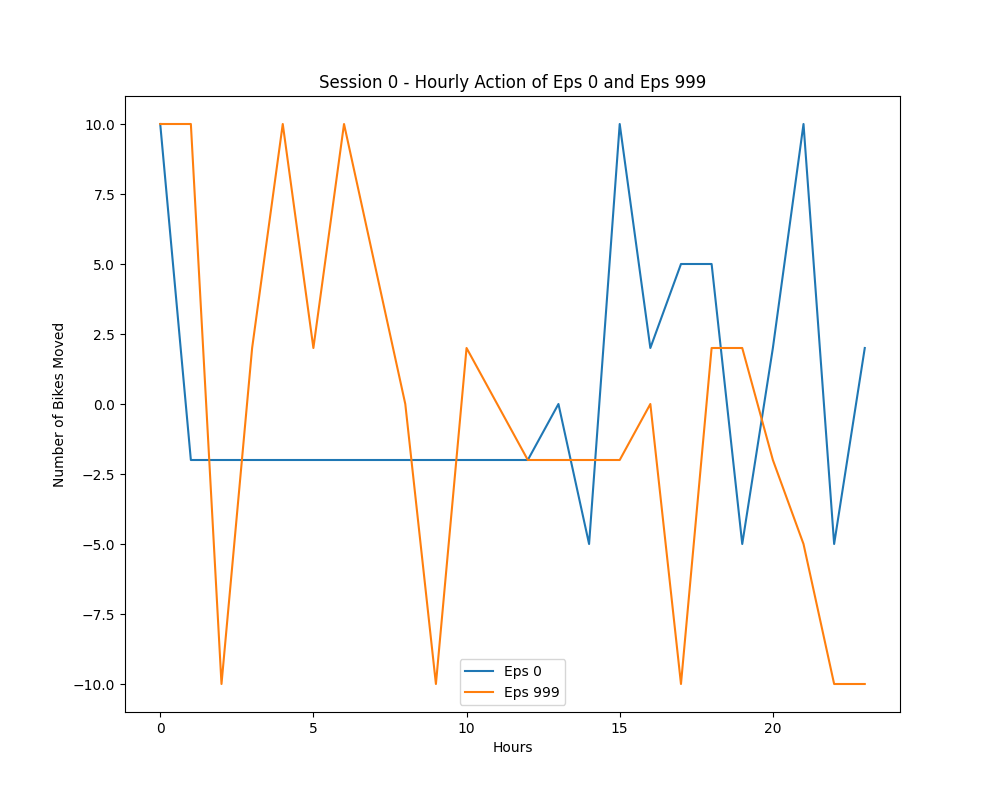 Session 0 - Hourly Action of Eps 0 and Eps 999
Number of Bikes Moved
10.0
7.5
5.0
2.5
0.0
−2.5
−5.0
−7.5
−10.0
Eps 0
Eps 999
0
5
10
15
20
Hours